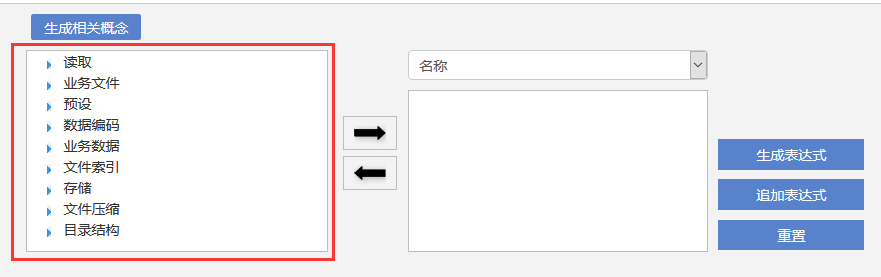 生成相关概念
读取
业务文件
预设
数据编码
业务数据
文件索引
存储
文件压缩
目录结构
名称
生成表达式
追加表达式
重置